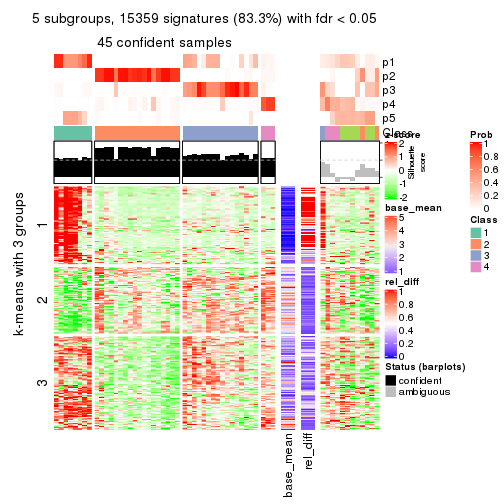 5 subgroups, 15359 signatures (83.3%) with fdr < 0.05
45 confident samples
p1
p2
p3
p4
p5
Class
z-score
2
1
0
-1
-2
Silhouette
score
Prob
1
0.8
0.6
0.4
0.2
0
base_mean
5
4
3
2
1
Class
1
2
3
4
rel_diff
1
0.8
0.6
0.4
0.2
0
Status (barplots)
confident
ambiguous
k-means with 3 groups
1
2
3
base_mean
rel_diff